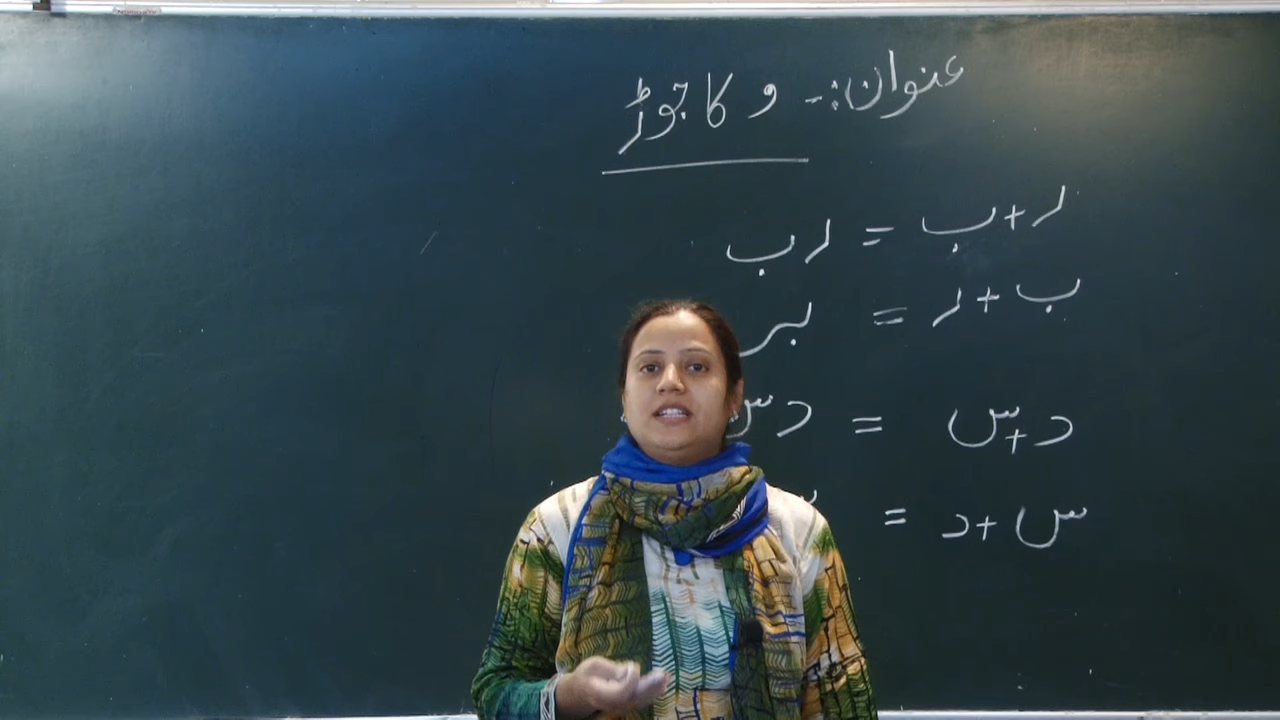 عنوان:- و کا جوڑ
ر + ب = رب
ب + ر = بر
د + س = دس
س + د =